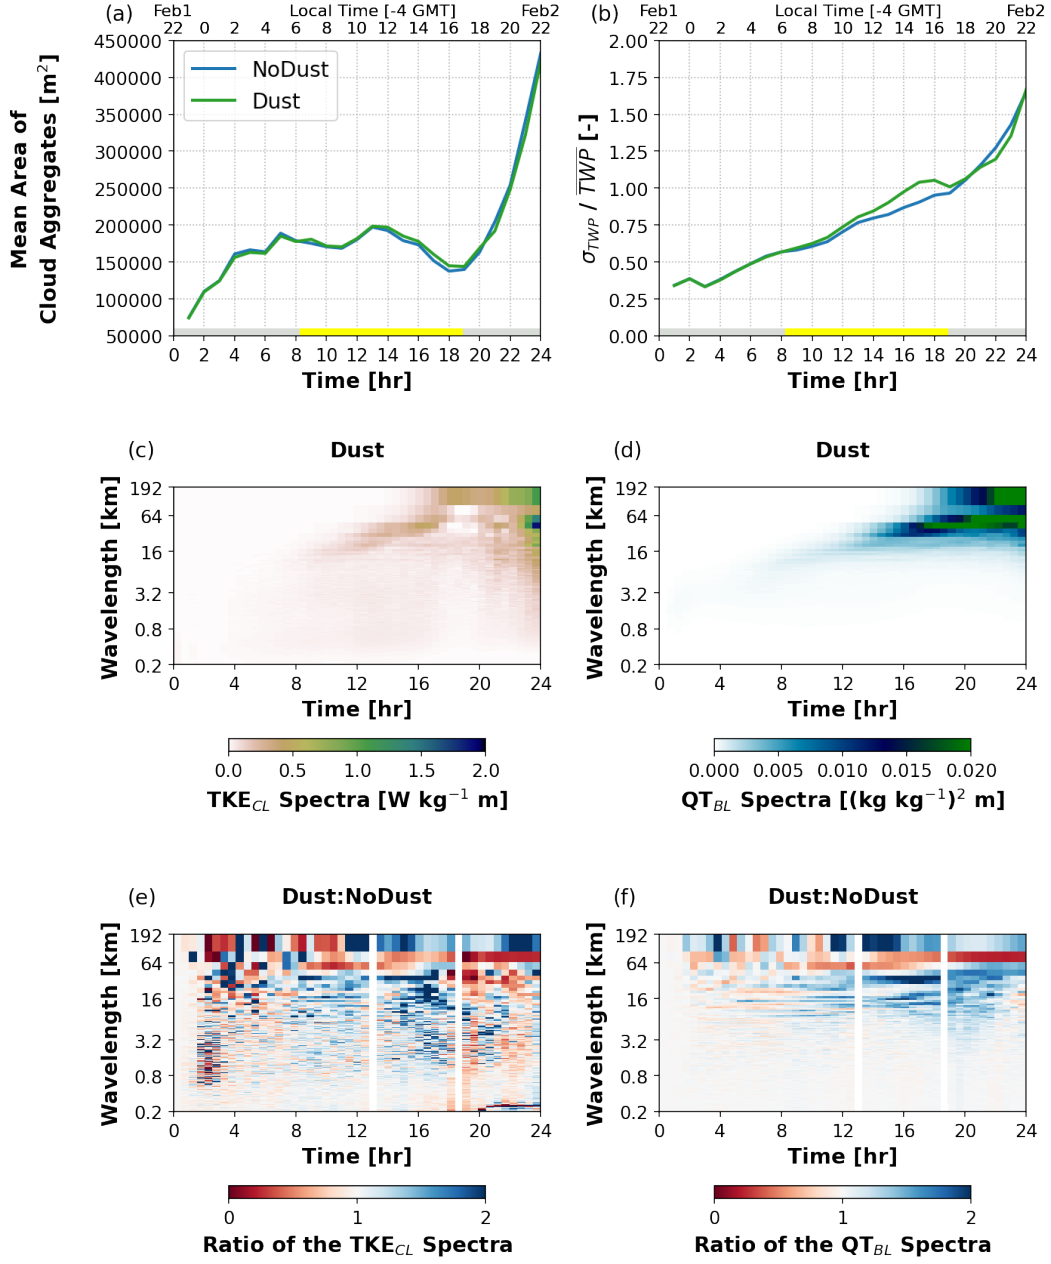 (a) Feb1 Local Time [-4 GMT] Feb2
22 0 2 4 6 8 10 12 14 16 18 20 22
450000
400000
350000
300000
250000
200000
150000
100000
50000
NoDust
Dust
Mean Area of
Cloud Aggregates [m²]
0 2 4 6 8 10 12 14 16 18 20 22 24
Time [hr]
(b) Feb1 Local Time [-4 GMT] Feb2
22 0 2 4 6 8 10 12 14 16 18 20 22
2.00
1.75
1.50
1.25
1.00
0.75
0.50
0.25
0.00
σ_TWP / T̅W̅P̅ [-]
0 2 4 6 8 10 12 14 16 18 20 22 24
Time [hr]
(c) Dust
192
64
16
3.2
0.8
0.2
Wavelength [km]
0 4 8 12 16 20 24
Time [hr]
0.0 0.5 1.0 1.5 2.0
TKE_CL Spectra [W kg⁻¹ m]
(d) Dust
192
64
16
3.2
0.8
0.2
Wavelength [km]
0 4 8 12 16 20 24
Time [hr]
0.000 0.005 0.010 0.015 0.020
QT_BL Spectra [(kg kg⁻¹)² m]
(e) Dust:NoDust
192
64
16
3.2
0.8
0.2
Wavelength [km]
0 4 8 12 16 20 24
Time [hr]
0 1 2
Ratio of the TKE_CL Spectra
(f) Dust:NoDust
192
64
16
3.2
0.8
0.2
Wavelength [km]
0 4 8 12 16 20 24
Time [hr]
0 1 2
Ratio of the QT_BL Spectra